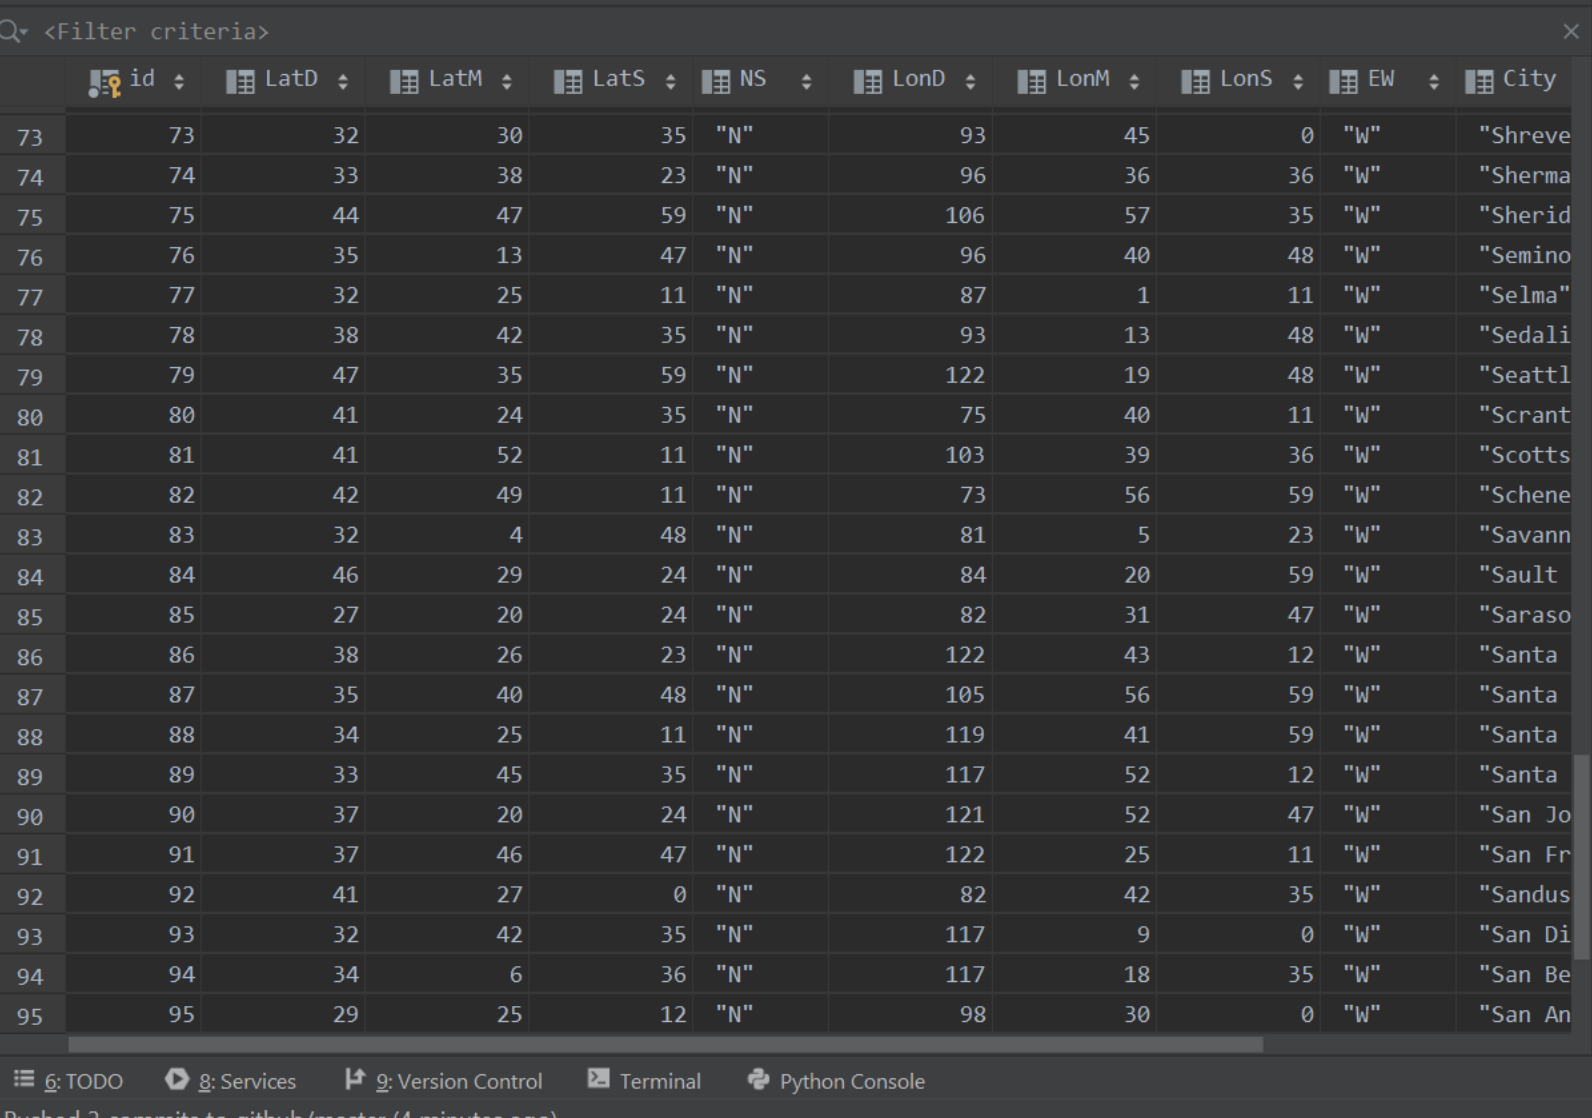 <Filter criteria>
id LatD LatM LatS NS LonD LonM LonS EW City
73 73 32 30 35 "N" 93 45 0 "W" "Shreve
74 74 33 38 23 "N" 96 36 36 "W" "Sherma
75 75 44 47 59 "N" 106 57 35 "W" "Sherid
76 76 35 13 47 "N" 96 40 48 "W" "Semino
77 77 32 25 11 "N" 87 1 11 "W" "Selma"
78 78 38 42 35 "N" 93 13 48 "W" "Sedali
79 79 47 35 59 "N" 122 19 48 "W" "Seattl
80 80 41 24 35 "N" 75 40 11 "W" "Scrant
81 81 41 52 11 "N" 103 39 36 "W" "Scotts
82 82 42 49 11 "N" 73 56 59 "W" "Schene
83 83 32 4 48 "N" 81 5 23 "W" "Savann
84 84 46 29 24 "N" 84 20 59 "W" "Sault
85 85 27 20 24 "N" 82 31 47 "W" "Saraso
86 86 38 26 23 "N" 122 43 12 "W" "Santa
87 87 35 40 48 "N" 105 56 59 "W" "Santa
88 88 34 25 11 "N" 119 41 59 "W" "Santa
89 89 33 45 35 "N" 117 52 12 "W" "Santa
90 90 37 20 24 "N" 121 52 47 "W" "San Jo
91 91 37 46 47 "N" 122 25 11 "W" "San Fr
92 92 41 27 0 "N" 82 42 35 "W" "Sandus
93 93 32 42 35 "N" 117 9 0 "W" "San Di
94 94 34 6 36 "N" 117 18 35 "W" "San Be
95 95 29 25 12 "N" 98 30 0 "W" "San An
6: TODO 8: Services 9: Version Control Terminal Python Console
Pushed 2 commits to github/master (4 minutes ago)